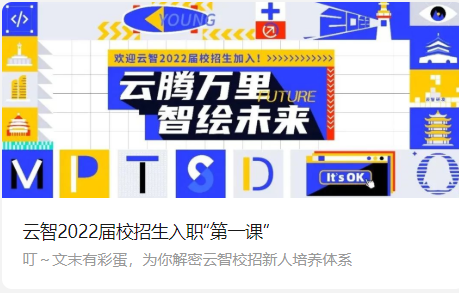 </>
YOUNG
欢迎云智2022届校招生加入！
云腾万里
FUTURE
智绘未来
M P T S D
It's OK
云智2022届校招生入职“第一课”
叮～文末有彩蛋，为你解密云智校招新人培养体系